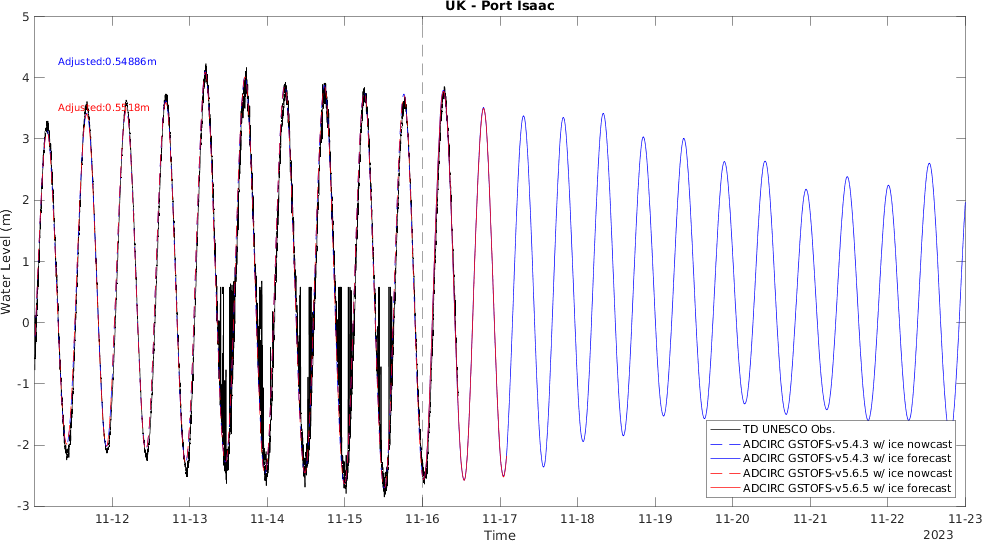 UK - Port Isaac
5
4
3
2
1
0
-1
-2
-3
Water Level (m)
Adjusted:0.54886m
Adjusted:0.5518m
TD UNESCO Obs.
ADCIRC GSTOFS-v5.4.3 w/ ice nowcast
ADCIRC GSTOFS-v5.4.3 w/ ice forecast
ADCIRC GSTOFS-v5.6.5 w/ ice nowcast
ADCIRC GSTOFS-v5.6.5 w/ ice forecast
11-12 11-13 11-14 11-15 11-16 11-17 11-18 11-19 11-20 11-21 11-22 11-23
Time
2023